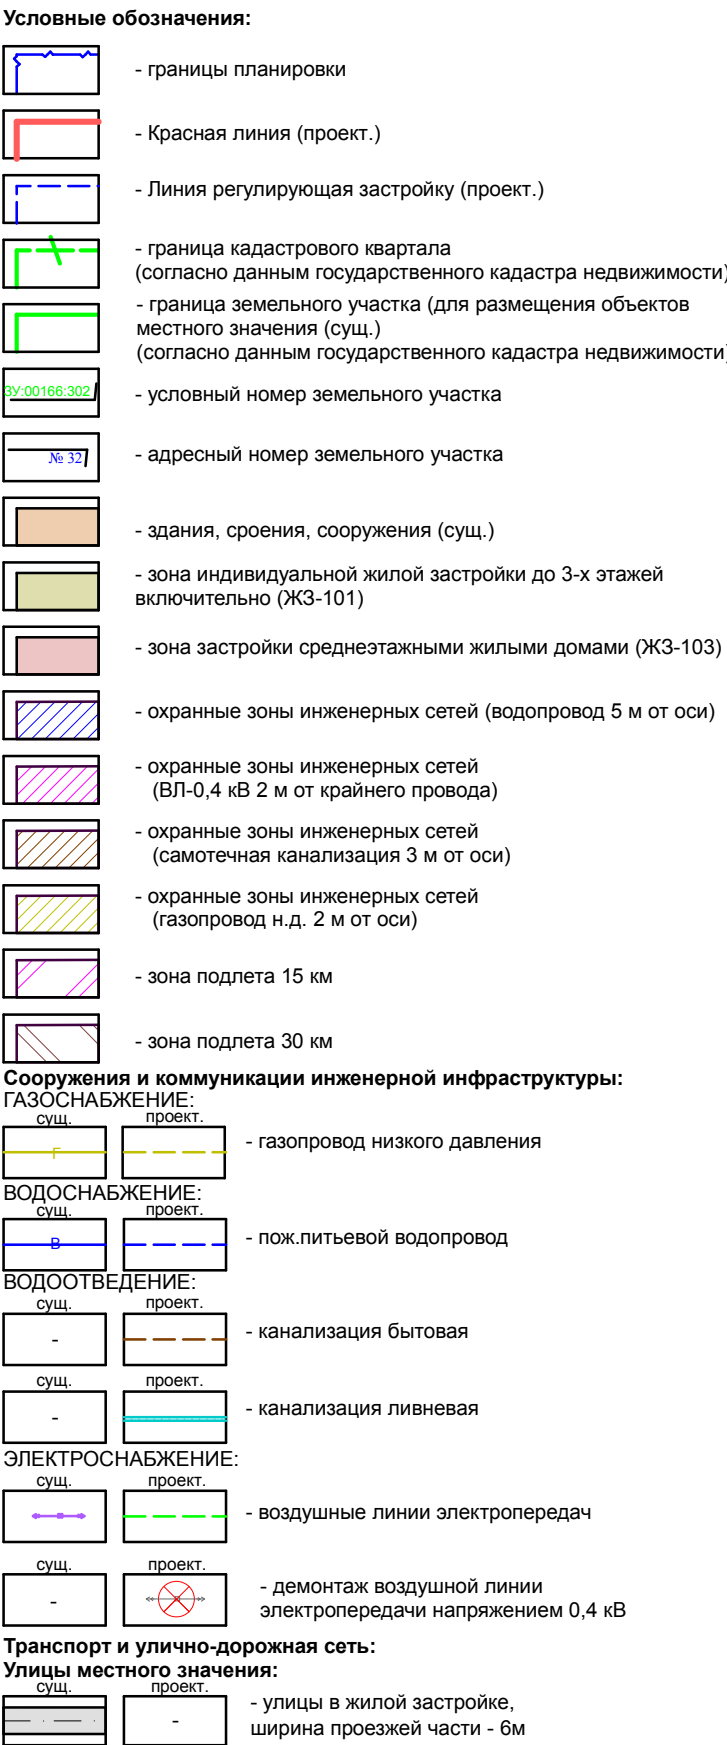 Условные обозначения:
- границы планировки
- Красная линия (проект.)
- Линия регулирующая застройку (проект.)
- граница кадастрового квартала
(согласно данным государственного кадастра недвижимости)
- граница земельного участка (для размещения объектов
местного значения (сущ.)
(согласно данным государственного кадастра недвижимости)
ЗУ:00166:302
- условный номер земельного участка
№ 32
- адресный номер земельного участка
- здания, сроения, сооружения (сущ.)
- зона индивидуальной жилой застройки до 3-х этажей
включительно (ЖЗ-101)
- зона застройки среднеэтажными жилыми домами (ЖЗ-103)
- охранные зоны инженерных сетей (водопровод 5 м от оси)
- охранные зоны инженерных сетей
(ВЛ-0,4 кВ 2 м от крайнего провода)
- охранные зоны инженерных сетей
(самотечная канализация 3 м от оси)
- охранные зоны инженерных сетей
(газопровод н.д. 2 м от оси)
- зона подлета 15 км
- зона подлета 30 км
Сооружения и коммуникации инженерной инфраструктуры:
ГАЗОСНАБЖЕНИЕ:
сущ. проект.
Г
- газопровод низкого давления
ВОДОСНАБЖЕНИЕ:
сущ. проект.
В
- пож.питьевой водопровод
ВОДООТВЕДЕНИЕ:
сущ. проект.
-
- канализация бытовая
сущ. проект.
-
- канализация ливневая
ЭЛЕКТРОСНАБЖЕНИЕ:
сущ. проект.
- воздушные линии электропередач
сущ. проект.
-
- демонтаж воздушной линии
электропередачи напряжением 0,4 кВ
Транспорт и улично-дорожная сеть:
Улицы местного значения:
сущ. проект.
-
- улицы в жилой застройке,
ширина проезжей части - 6м